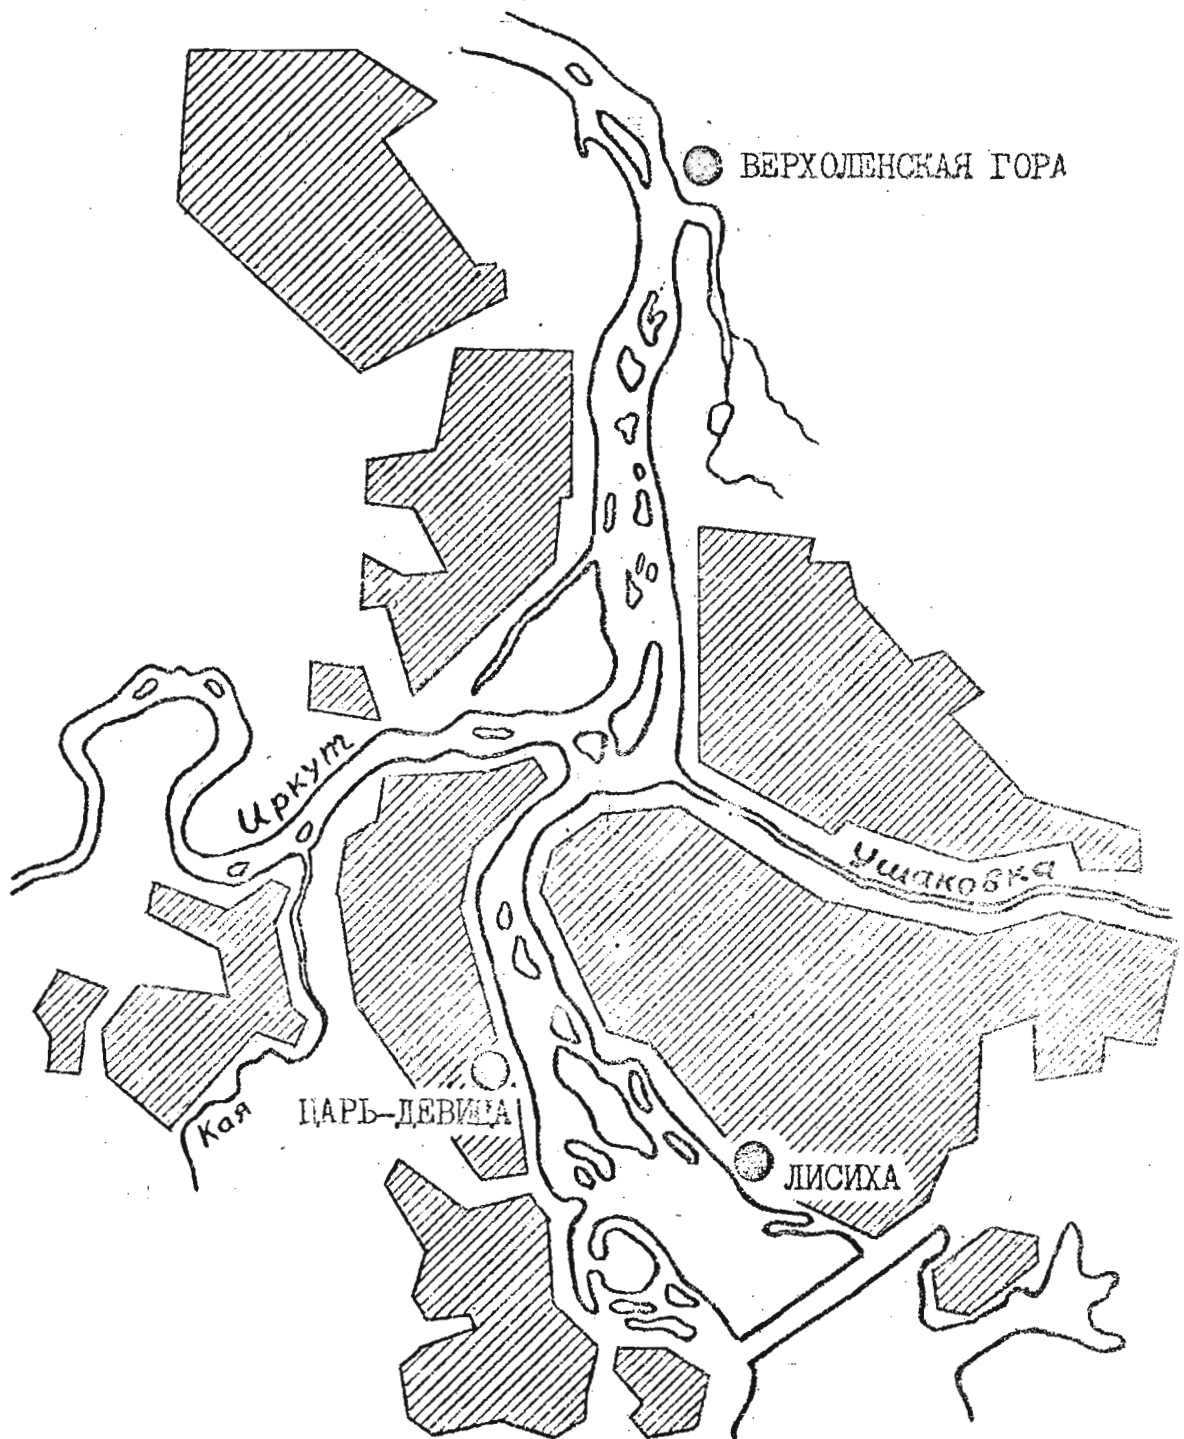 ВЕРХОЛЕНСКАЯ ГОРА
Иркут
Ушаковка
ЦАРЬ-ДЕВИЦА
Кая
ЛИСИХА